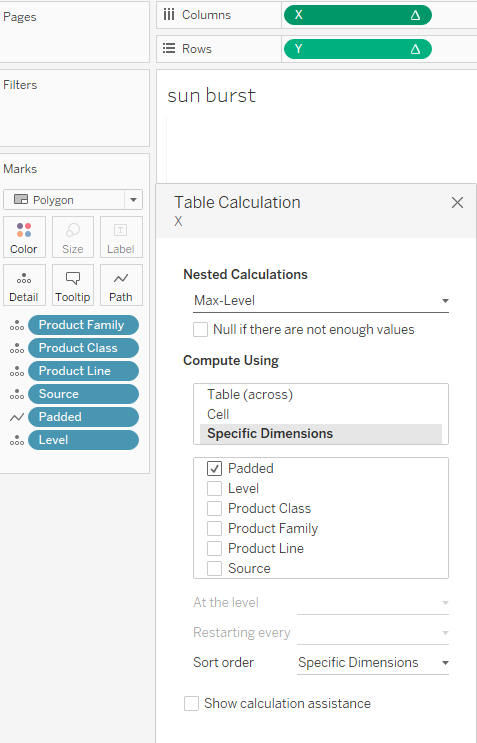 Pages
Columns X
Rows Y
Filters
sun burst
Marks
Polygon
Color Size Label
Detail Tooltip Path
Product Family
Product Class
Product Line
Source
Padded
Level
Table Calculation
X
Nested Calculations
Max-Level
Null if there are not enough values
Compute Using
Table (across)
Cell
Specific Dimensions
Padded
Level
Product Class
Product Family
Product Line
Source
At the level
Restarting every
Sort order Specific Dimensions
Show calculation assistance